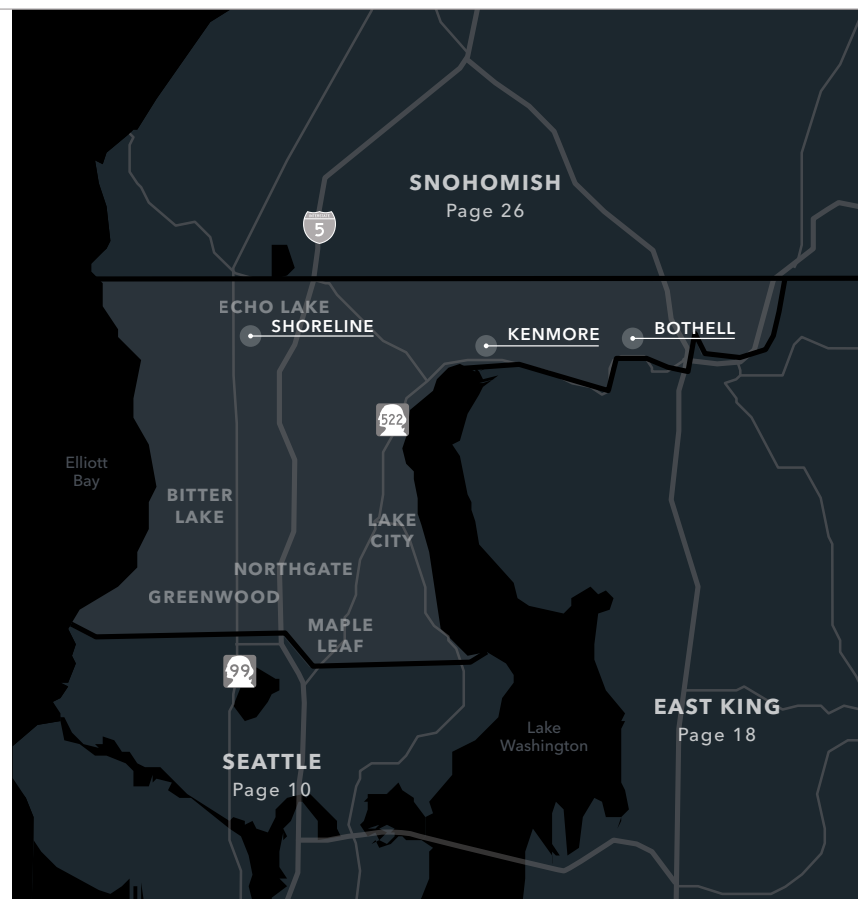 SNOHOMISH
Page 26
INTERSTATE
5
ECHO LAKE
SHORELINE
KENMORE
BOTHELL
522
Elliott
Bay
BITTER
LAKE
LAKE
CITY
NORTHGATE
GREENWOOD
MAPLE
LEAF
99
EAST KING
Page 18
Lake
Washington
SEATTLE
Page 10